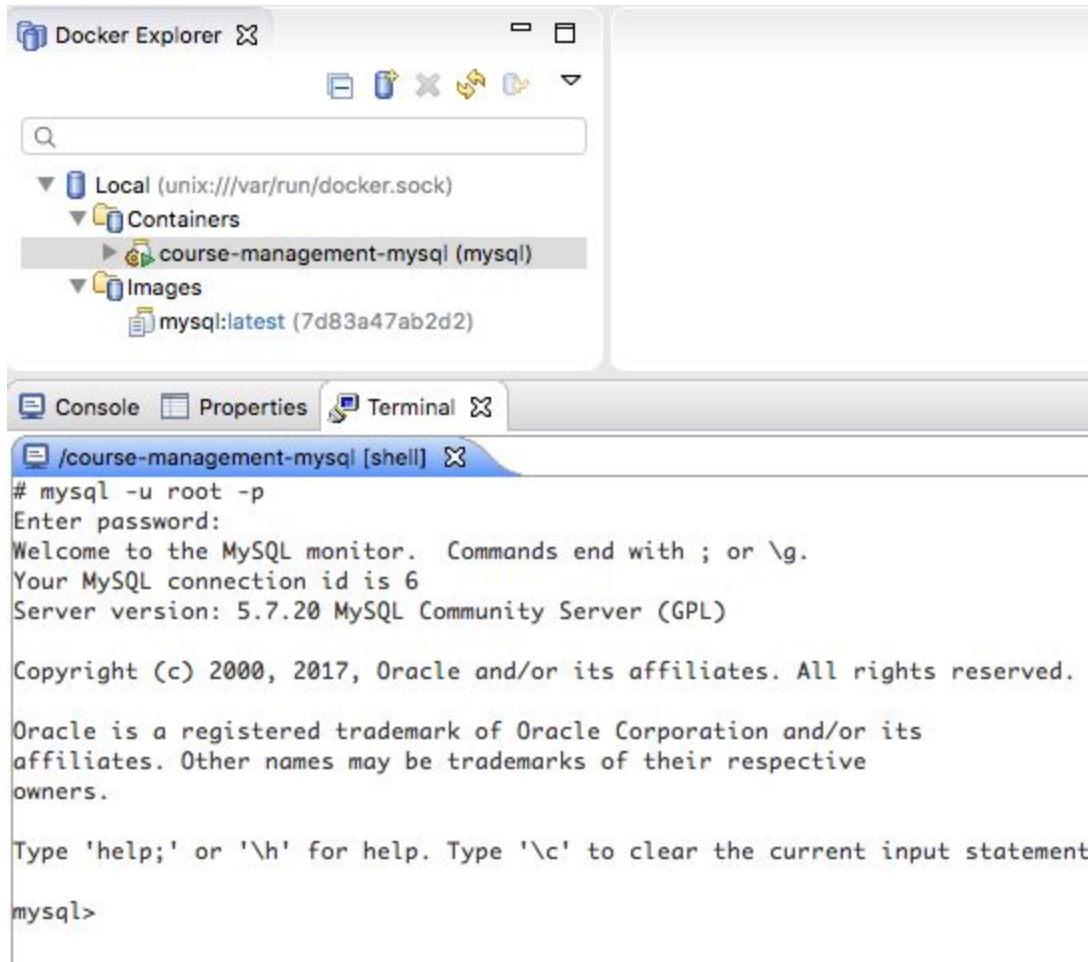 Docker Explorer
Local (unix:///var/run/docker.sock)
Containers
course-management-mysql (mysql)
Images
mysql:latest (7d83a47ab2d2)
Console Properties Terminal
/course-management-mysql [shell]
# mysql -u root -p
Enter password:
Welcome to the MySQL monitor.  Commands end with ; or \g.
Your MySQL connection id is 6
Server version: 5.7.20 MySQL Community Server (GPL)
Copyright (c) 2000, 2017, Oracle and/or its affiliates. All rights reserved.
Oracle is a registered trademark of Oracle Corporation and/or its
affiliates. Other names may be trademarks of their respective
owners.
Type 'help;' or '\h' for help. Type '\c' to clear the current input statement
mysql>